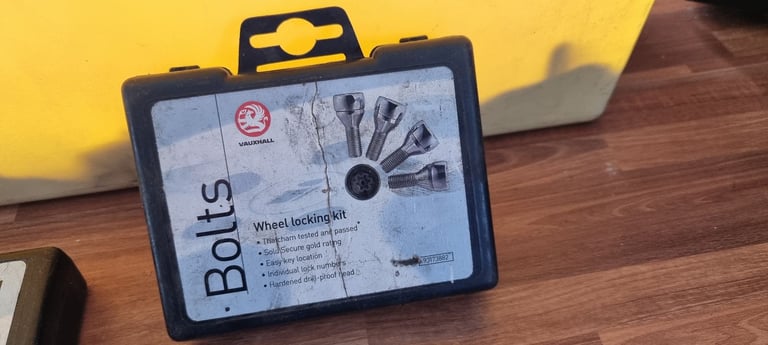 VAUXHALL
Bolts
Wheel locking kit
• Thatcham tested and passed
• Sold Secure gold rating
• Easy key location
• Individual lock numbers
• Hardened drill-proof head